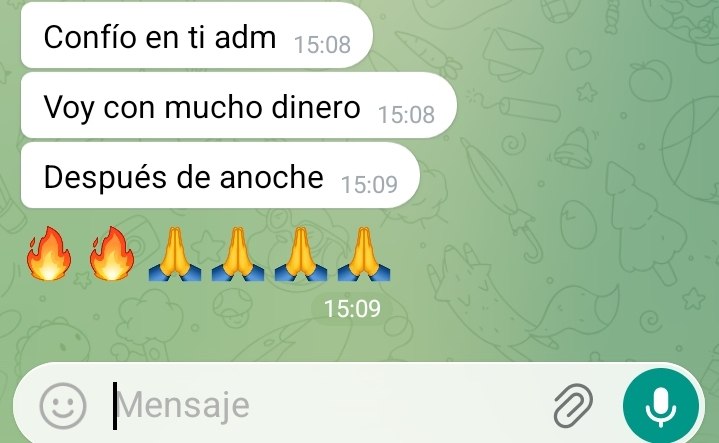 Confío en ti adm 15:08
Voy con mucho dinero 15:08
Después de anoche 15:09
🔥🔥🙏🙏🙏🙏
15:09
Mensaje